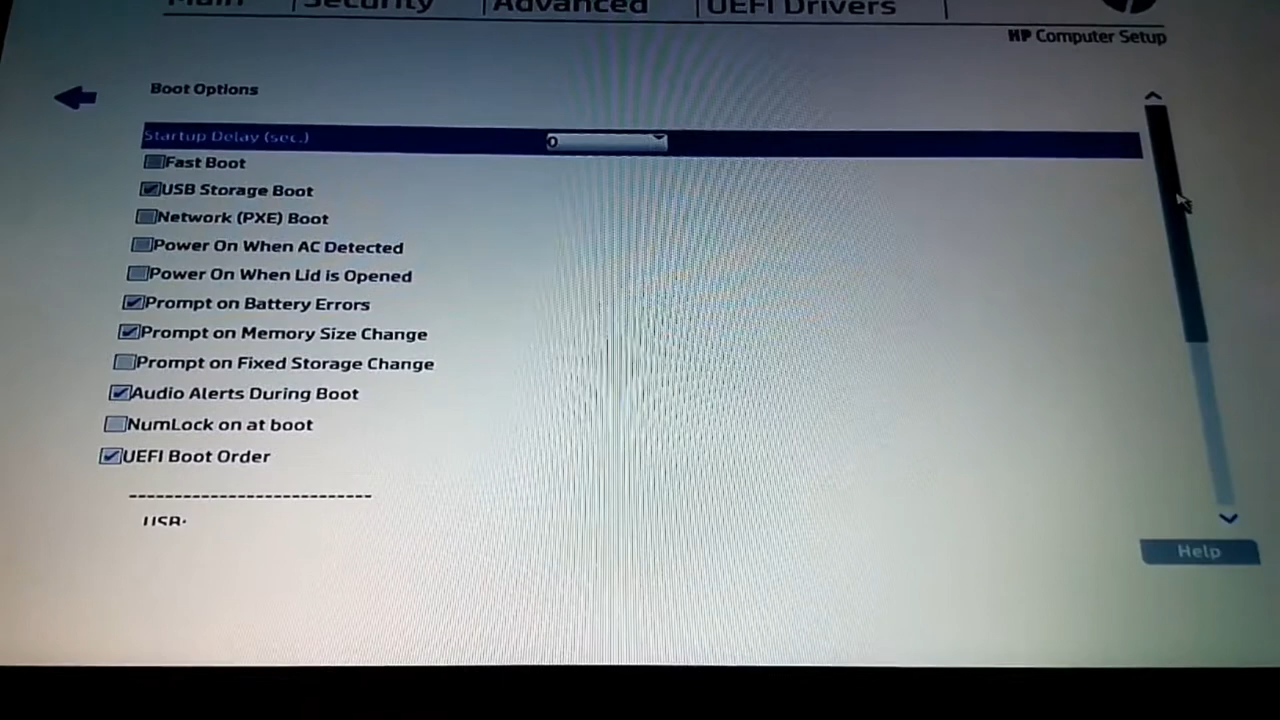 Main Security Advanced UEFI Drivers
HP Computer Setup
Boot Options
Startup Delay (sec.) 0
Fast Boot
USB Storage Boot
Network (PXE) Boot
Power On When AC Detected
Power On When Lid is Opened
Prompt on Battery Errors
Prompt on Memory Size Change
Prompt on Fixed Storage Change
Audio Alerts During Boot
NumLock on at boot
UEFI Boot Order
--------------------------
USB:
Help